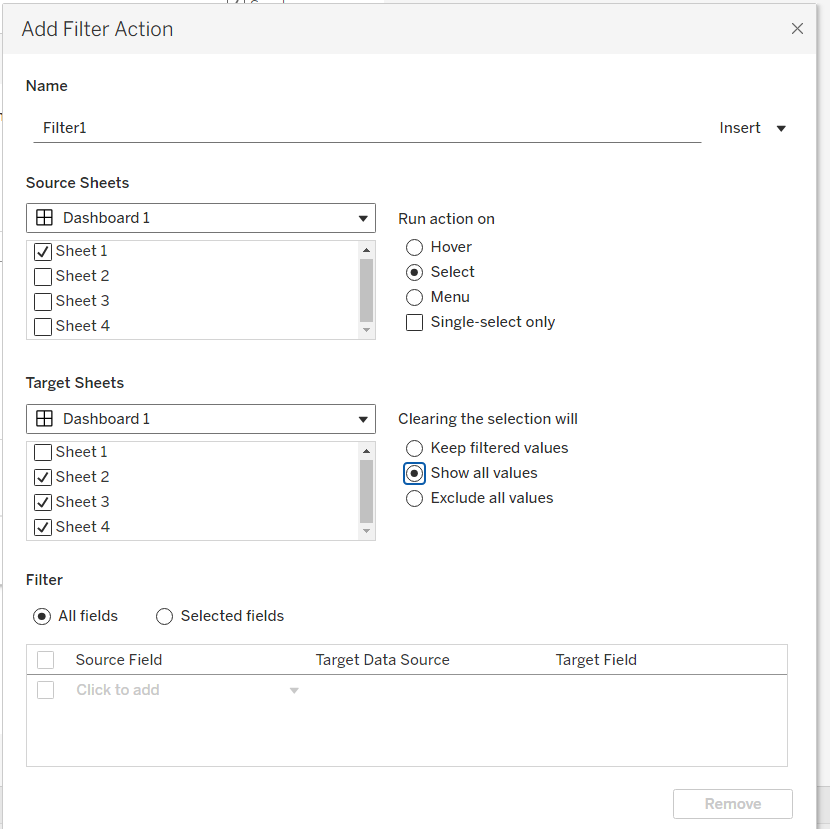 Add Filter Action
Name
Filter1
Insert
Source Sheets
Dashboard 1
Run action on
Sheet 1
Sheet 2
Sheet 3
Sheet 4
Hover
Select
Menu
Single-select only
Target Sheets
Dashboard 1
Clearing the selection will
Sheet 1
Sheet 2
Sheet 3
Sheet 4
Keep filtered values
Show all values
Exclude all values
Filter
All fields
Selected fields
Source Field Target Data Source Target Field
Click to add
Remove